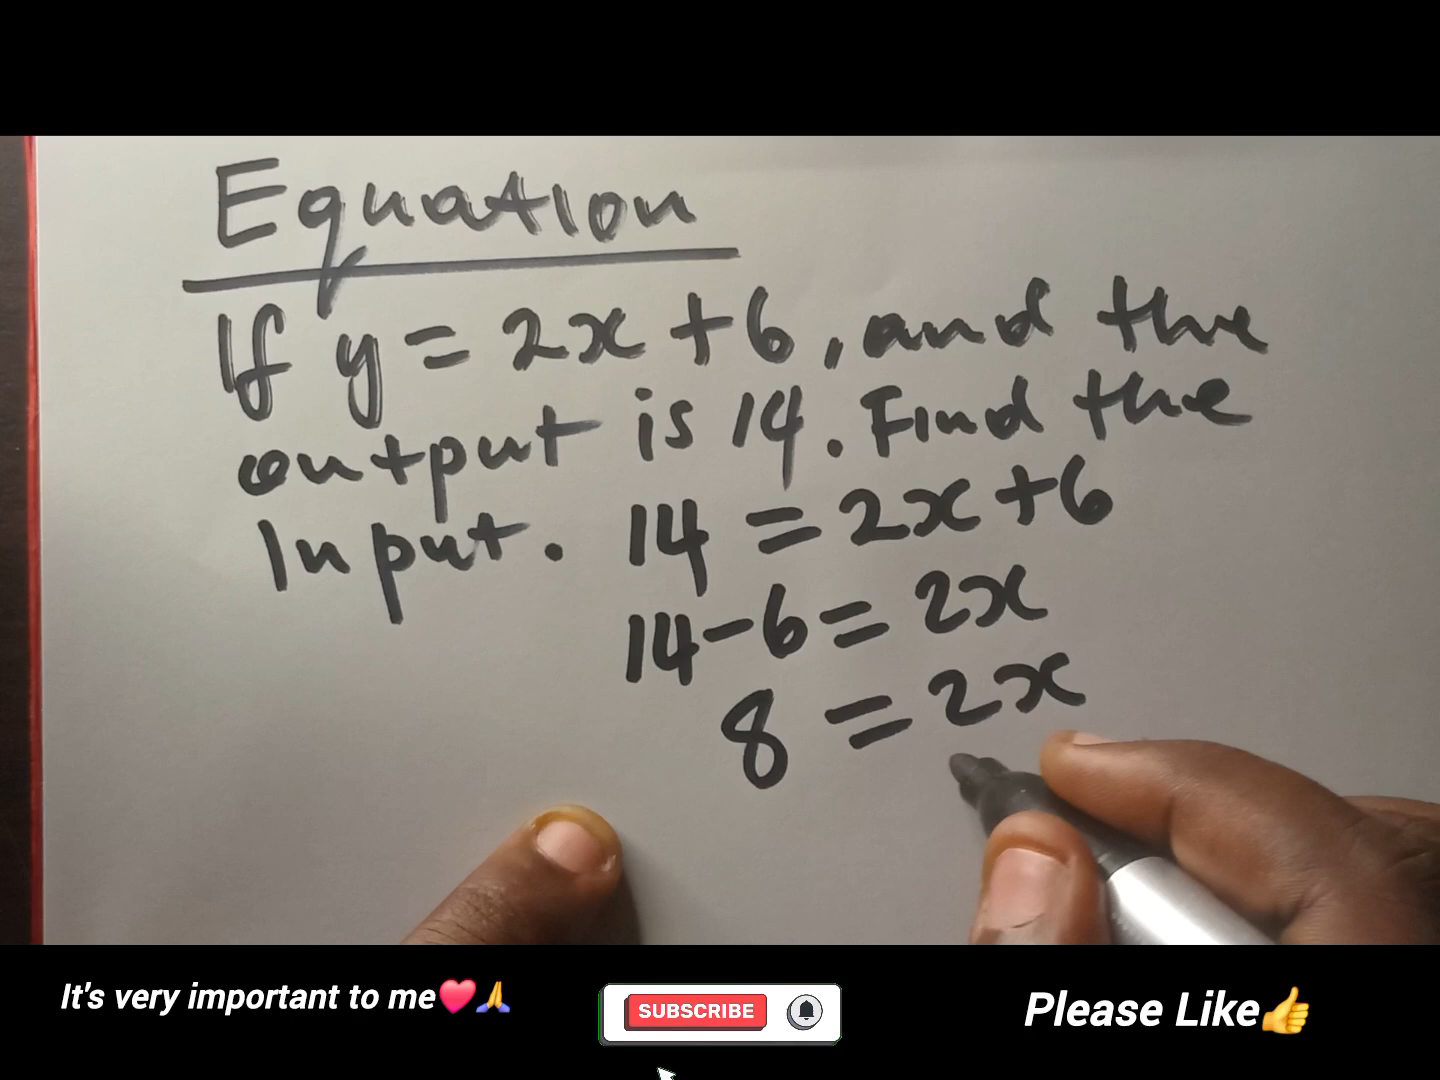 Equation
If y = 2x + 6, and the
output is 14. Find the
Input. 14 = 2x + 6
14 - 6 = 2x
8 = 2x
It's very important to me❤️🙏
SUBSCRIBE
Please Like👍